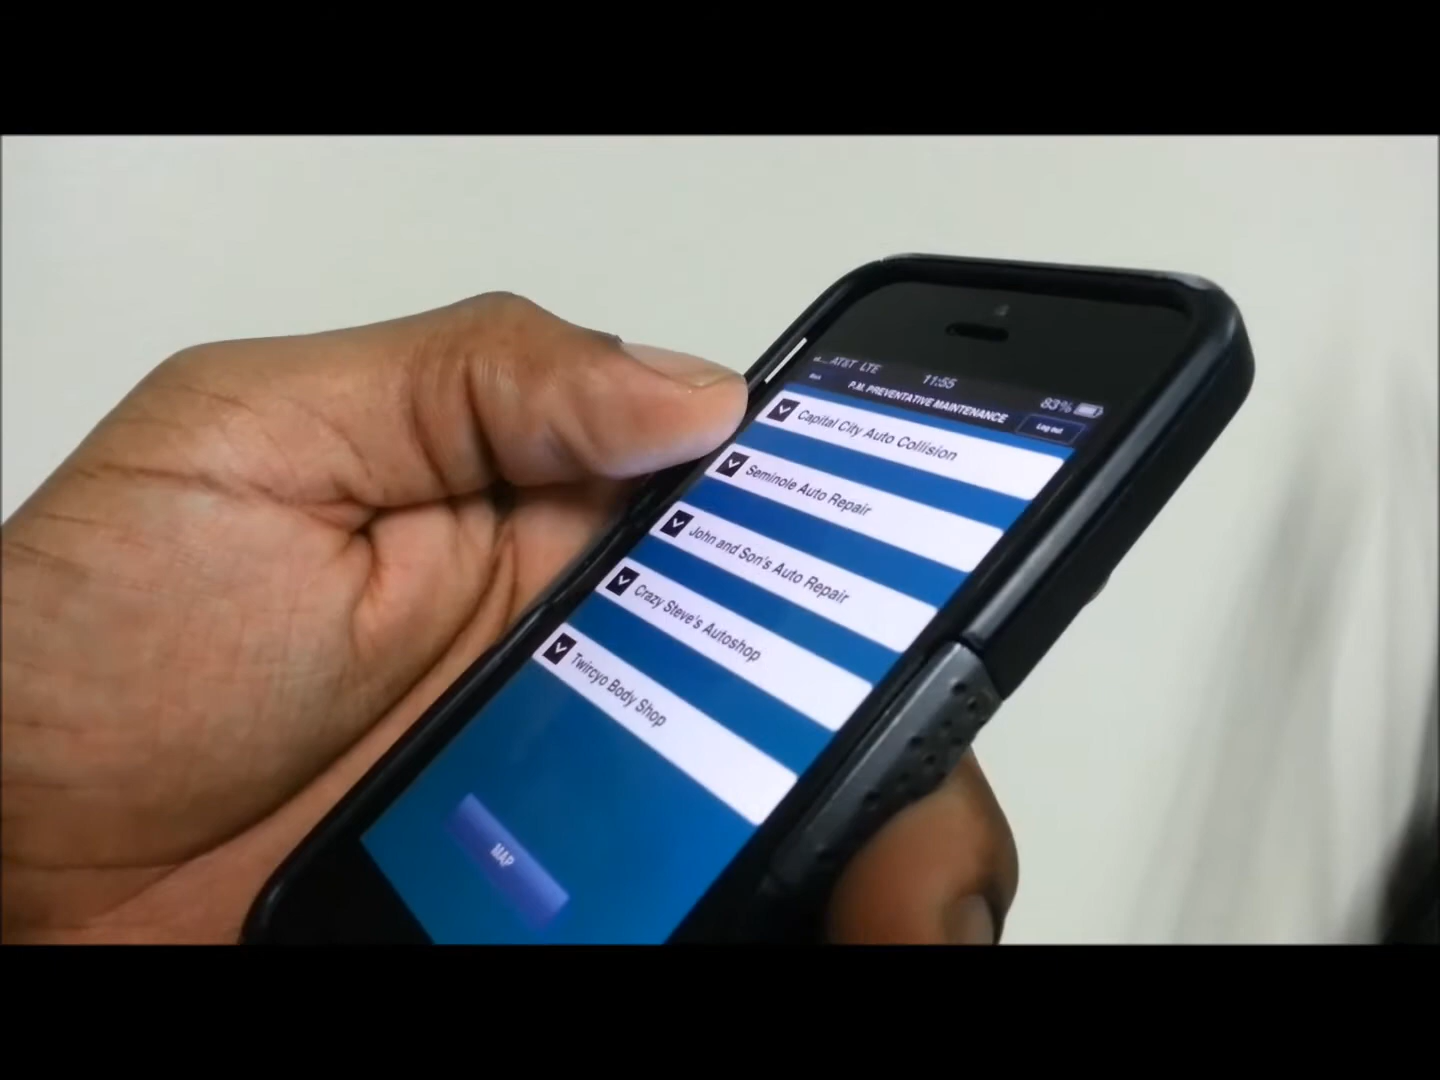 AT&T LTE 11:55 83%
Back P.M. PREVENTATIVE MAINTENANCE Log out
Capital City Auto Collision
Seminole Auto Repair
John and Son's Auto Repair
Crazy Steve's Autoshop
Twircyo Body Shop
MAP